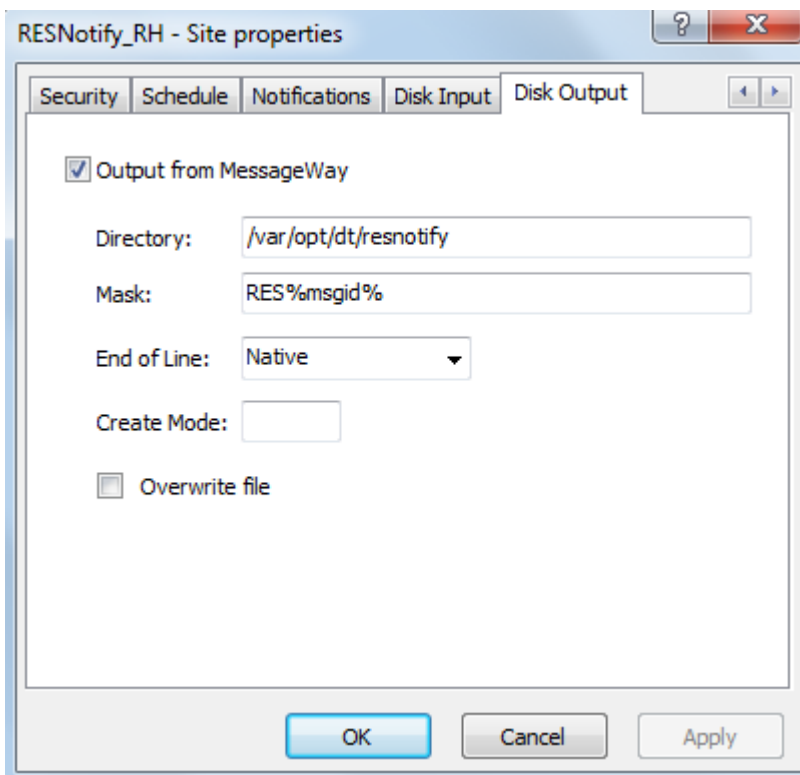 RESNotify_RH - Site properties
?
Security Schedule Notifications Disk Input Disk Output
Output from MessageWay
Directory: /var/opt/dt/resnotify
Mask: RES%msgid%
End of Line: Native
Create Mode:
Overwrite file
OK Cancel Apply